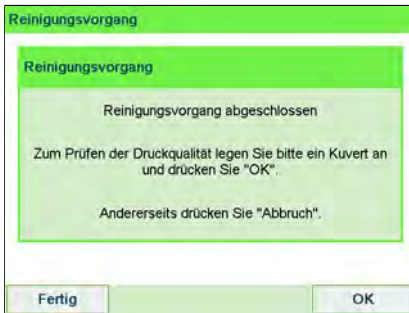 Reinigungsvorgang
Reinigungsvorgang
Reinigungsvorgang abgeschlossen
Zum Prüfen der Druckqualität legen Sie bitte ein Kuvert an
und drücken Sie "OK".
Andererseits drücken Sie "Abbruch".
Fertig OK